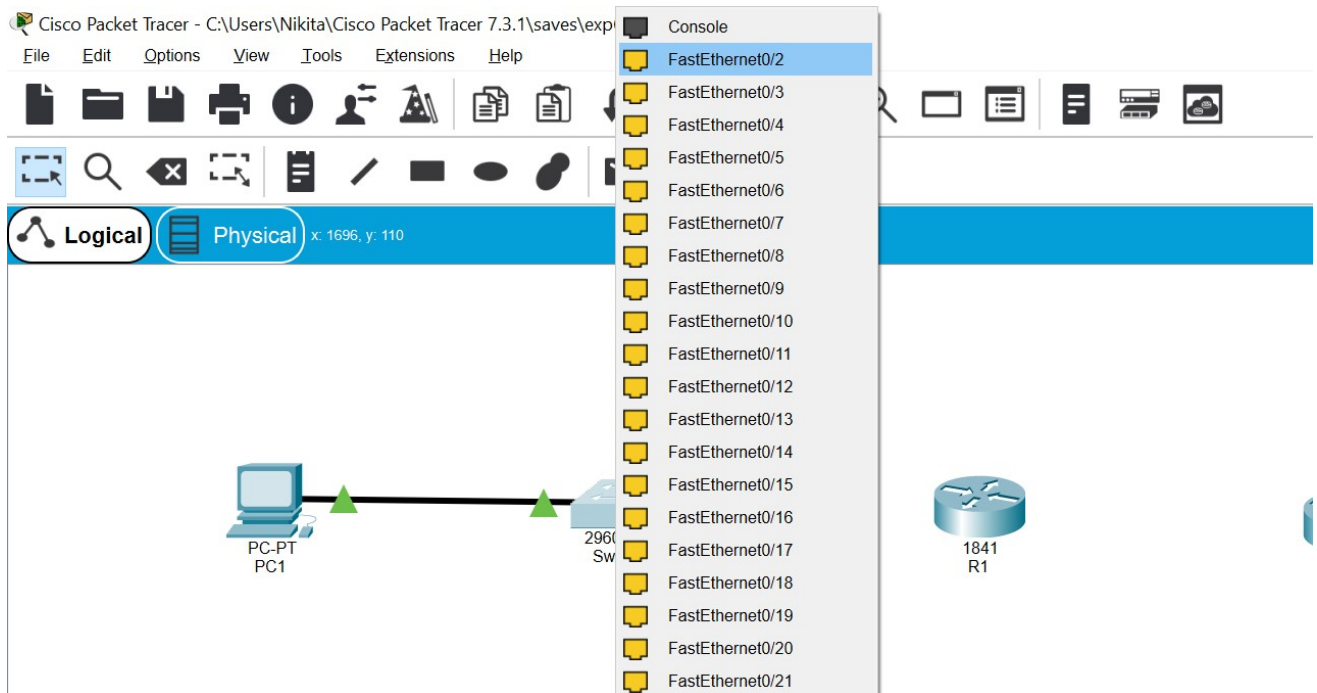 Cisco Packet Tracer - C:\Users\Nikita\Cisco Packet Tracer 7.3.1\saves\exp
File Edit Options View Tools Extensions Help
Logical
Physical
x: 1696, y: 110
Console
FastEthernet0/2
FastEthernet0/3
FastEthernet0/4
FastEthernet0/5
FastEthernet0/6
FastEthernet0/7
FastEthernet0/8
FastEthernet0/9
FastEthernet0/10
FastEthernet0/11
FastEthernet0/12
FastEthernet0/13
FastEthernet0/14
FastEthernet0/15
FastEthernet0/16
FastEthernet0/17
FastEthernet0/18
FastEthernet0/19
FastEthernet0/20
FastEthernet0/21
PC-PT
PC1
296
Sw
1841
R1